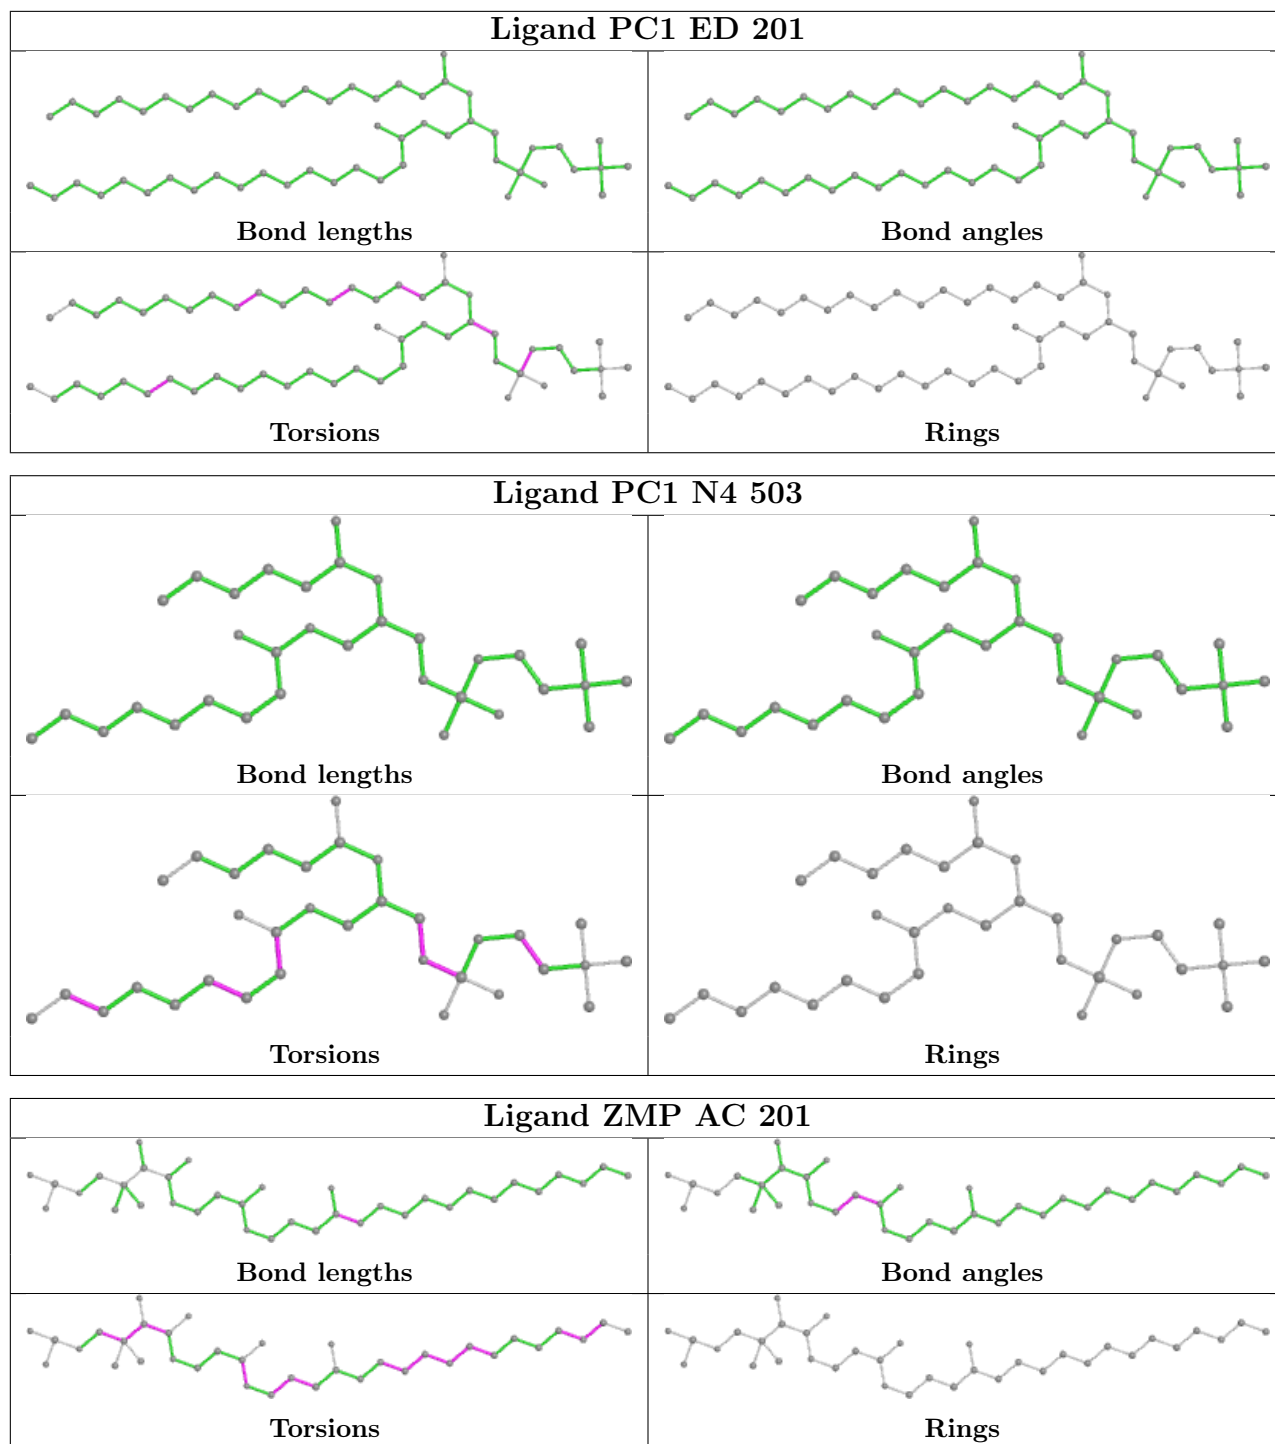 Ligand PC1 ED 201
Bond lengths
Bond angles
Torsions
Rings
Ligand PC1 N4 503
Bond lengths
Bond angles
Torsions
Rings
Ligand ZMP AC 201
Bond lengths
Bond angles
Torsions
Rings